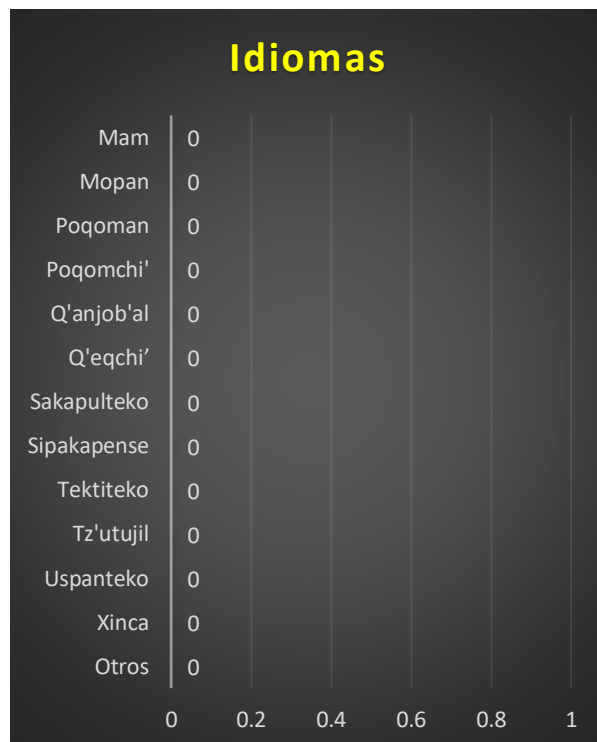 Idiomas
Mam 0
Mopan 0
Poqoman 0
Poqomchi' 0
Q'anjob'al 0
Q'eqchi’ 0
Sakapulteko 0
Sipakapense 0
Tektiteko 0
Tz'utujil 0
Uspanteko 0
Xinca 0
Otros 0
0 0.2 0.4 0.6 0.8 1